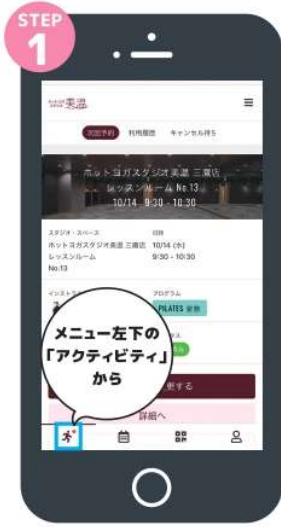 STEP
1
美温
次回予約 利用履歴 キャンセル待ち
ホットヨガスタジオ美温 三鷹店
レッスンルーム No.13
10/14 9:30 - 10:30
スタジオ・スペース 日時
ホットヨガスタジオ美温 三鷹店 10/14 (水)
レッスンルーム 9:30 - 10:30
No.13
プログラム
PILATES 姿勢
メニュー左下の
「アクティビティ」
から
更する
詳細へ